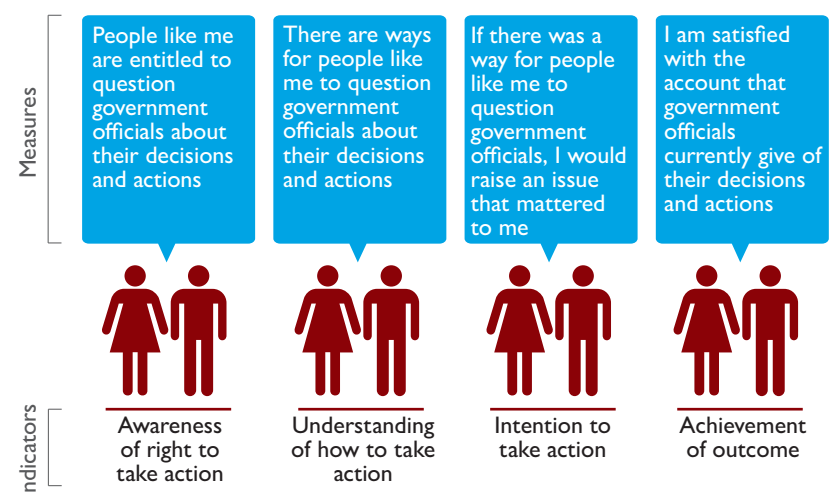 Measures
People like me
are entitled to
question
government
officials about
their decisions
and actions
There are ways
for people like
me to question
government
officials about
their decisions
and actions
If there was a
way for people
like me to
question
government
officials, I would
raise an issue
that mattered
to me
I am satisfied
with the
account that
government
officials
currently give of
their decisions
and actions
ndicators
Awareness
of right to
take action
Understanding
of how to take
action
Intention to
take action
Achievement
of outcome